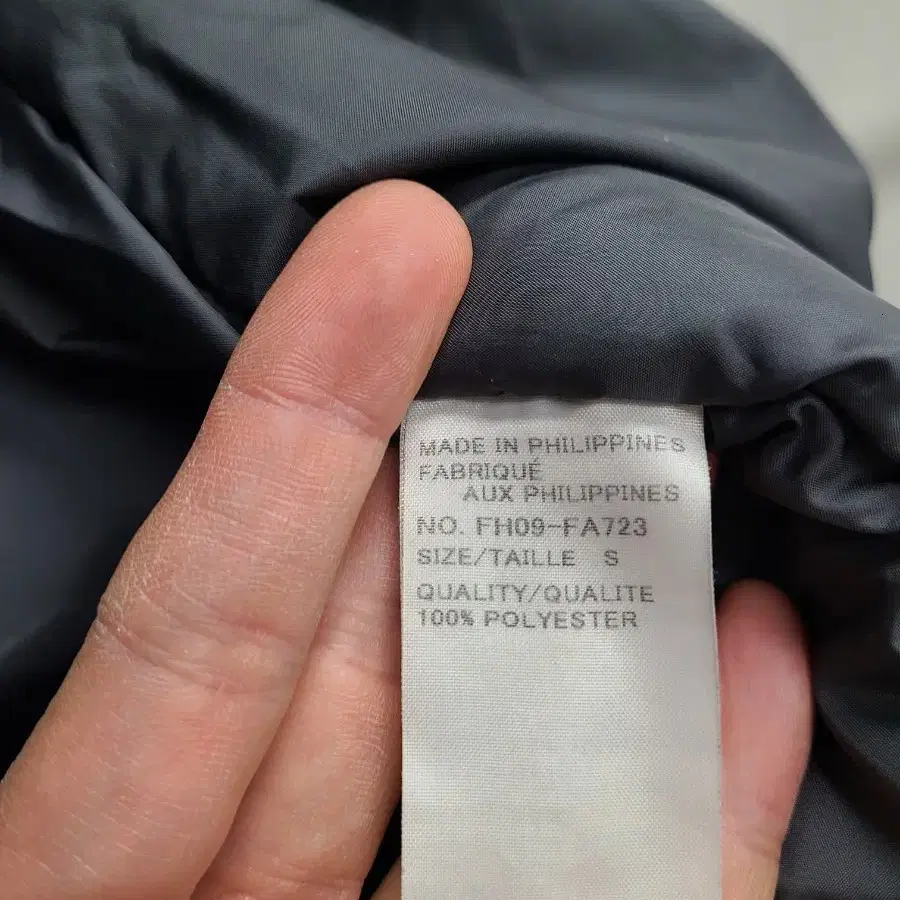 MADE IN PHILIPPINES
FABRIQUÉ
AUX PHILIPPINES
NO. FH09-FA723
SIZE/TAILLE S
QUALITY/QUALITE
100% POLYESTER